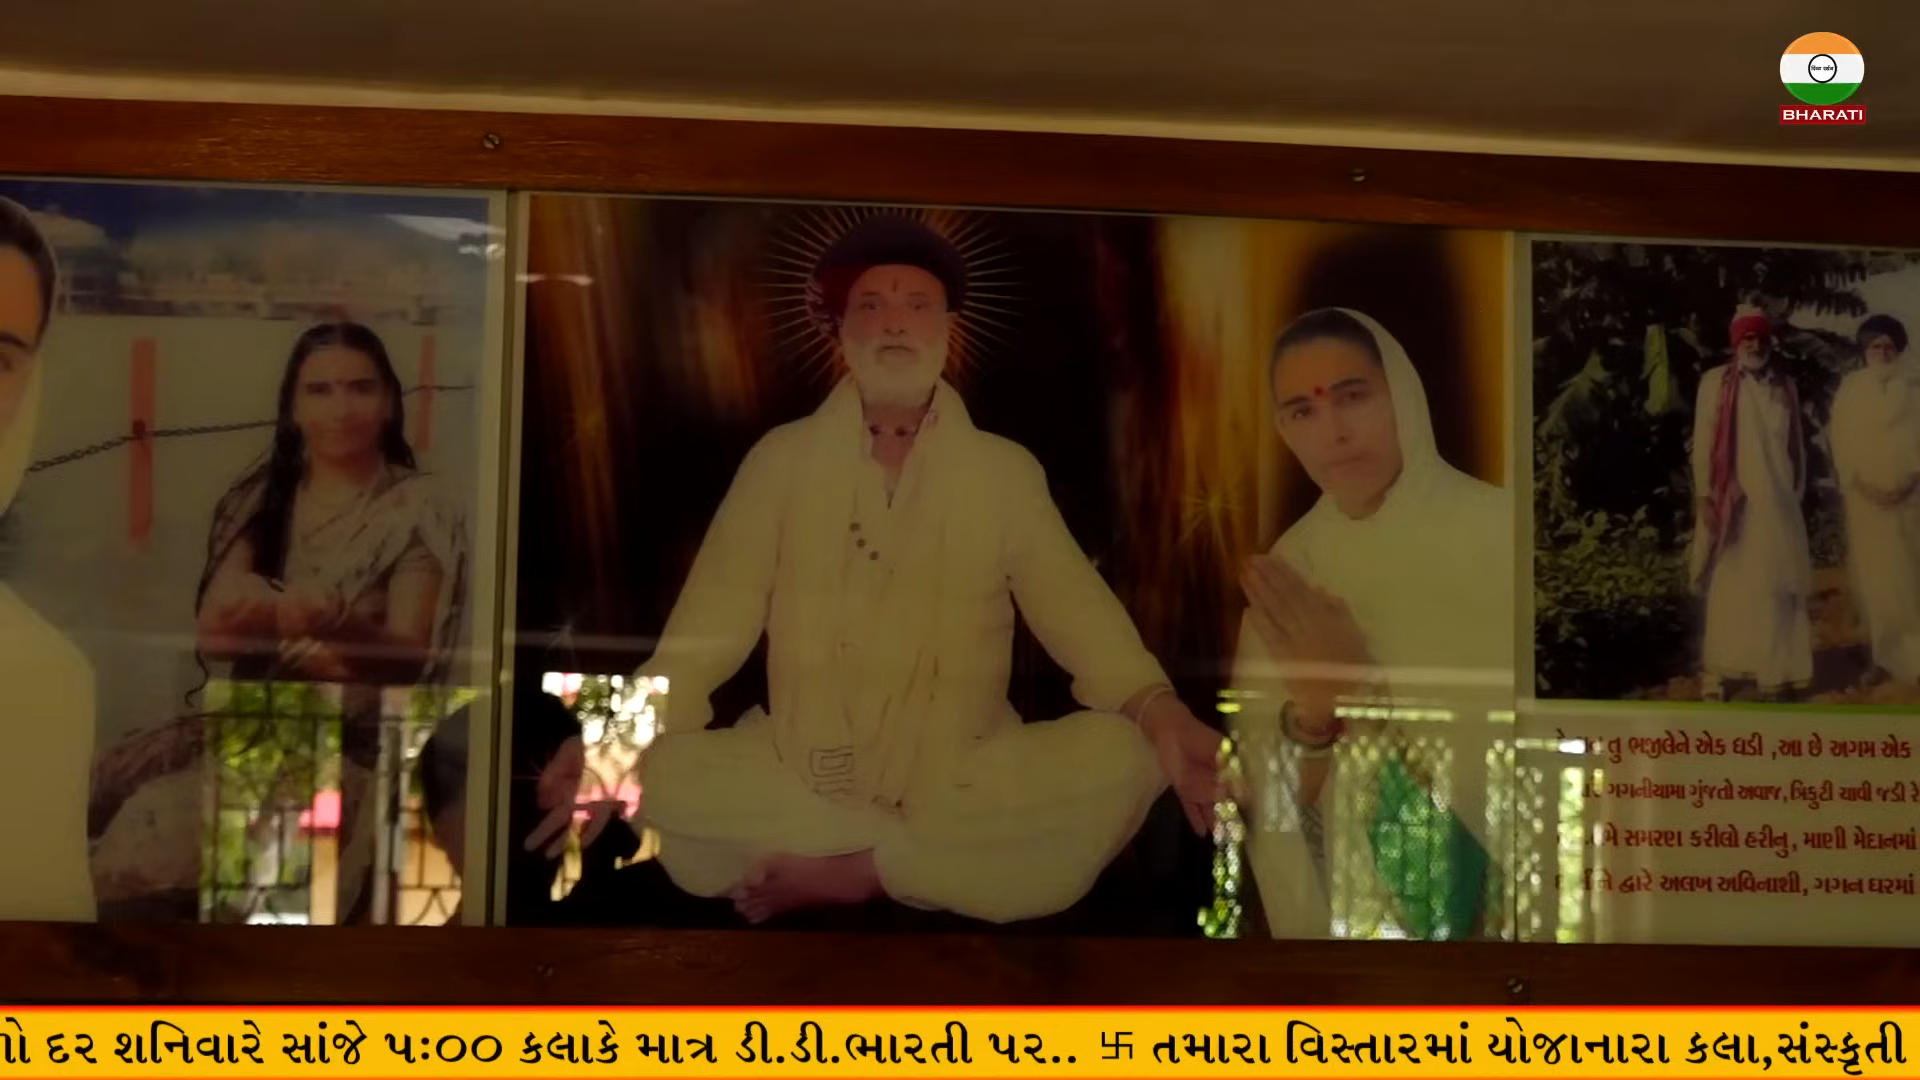 BHARATI
તુ ભજીલેને એક ઘડી ,આ છે અગમ એક
ગગનીયામા ગુંજતો અવાજ, ત્રિકુટી ચાવી જડી રે
સમરણ કરીલો હરીનુ, માણી મેદાનમાં
દ્વારે અલખ અવિનાશી, ગગન ઘરમાં
દર શનિવારે સાંજે ૫:૦૦ કલાકે માત્ર ડી.ડી.ભારતી પર.. 卐 તમારા વિસ્તારમાં યોજાનારા કલા,સંસ્કૃતી